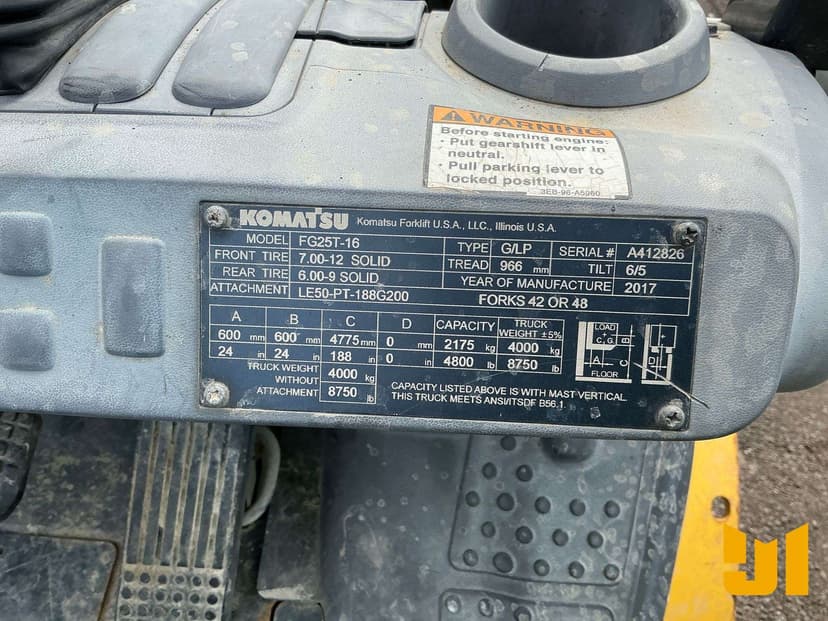 WARNING
Before starting engine:
• Put gearshift lever in
neutral.
• Pull parking lever to
locked position.
3EB-98-A5960
KOMATSU Komatsu Forklift U.S.A., LLC., Illinois U.S.A.
MODEL FG25T-16 TYPE G/LP SERIAL # A412826
FRONT TIRE 7.00-12 SOLID TREAD 966 mm TILT 6/5
REAR TIRE 6.00-9 SOLID YEAR OF MANUFACTURE 2017
ATTACHMENT LE50-PT-188G200 FORKS 42 OR 48
A B C D CAPACITY TRUCK WEIGHT ±5%
600 mm 600 mm 4775 mm 0 mm 2175 kg 4000 kg
24 in 24 in 188 in 0 in 4800 lb 8750 lb
TRUCK WEIGHT WITHOUT ATTACHMENT 4000 kg
8750 lb
LOAD
C.G.
A B C D
FLOOR
CAPACITY LISTED ABOVE IS WITH MAST VERTICAL.
THIS TRUCK MEETS ANSI/ITSDF B56.1.